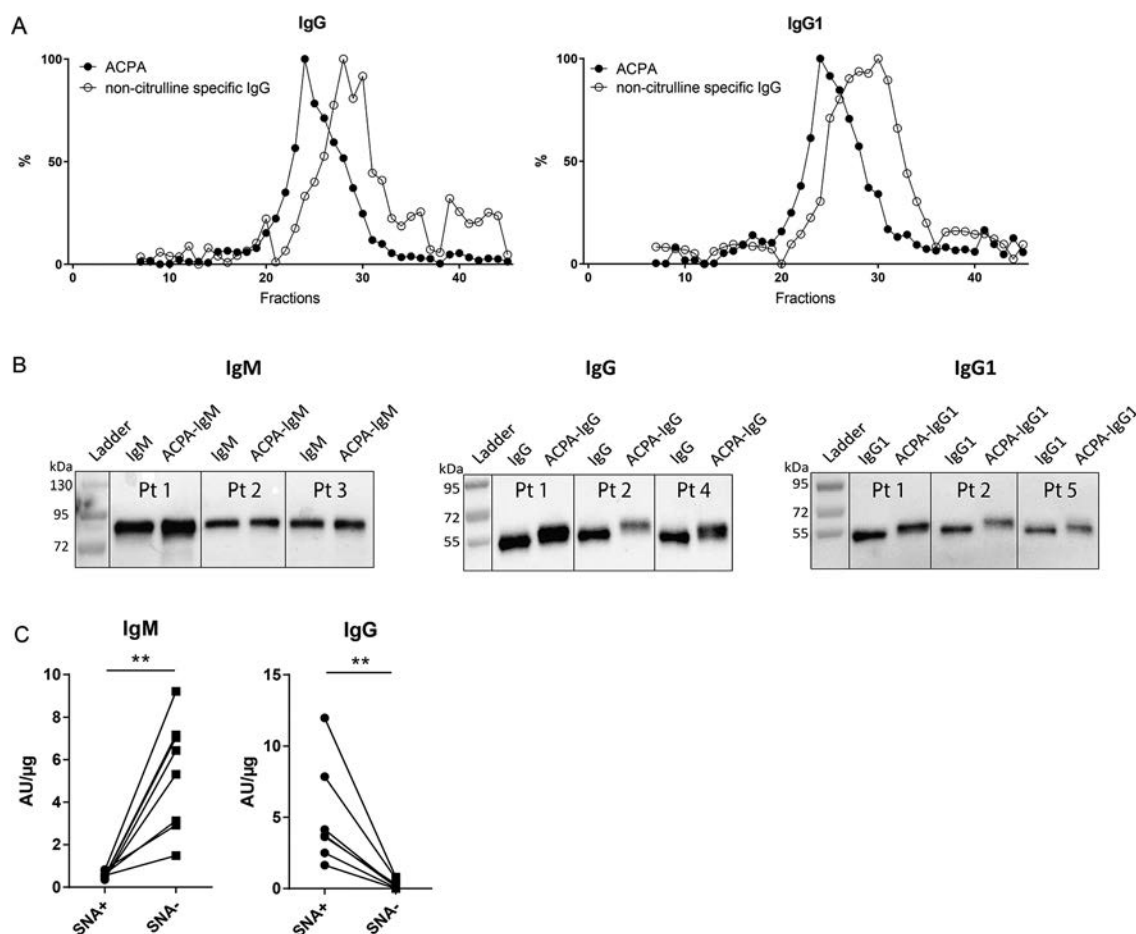 A
IgG
100
50
0
%
ACPA
non-citrulline specific IgG
0 10 20 30 40
Fractions
IgG1
100
50
0
%
ACPA
non-citrulline specific IgG
0 10 20 30 40
Fractions
B
IgM
Ladder IgM ACPA-IgM IgM ACPA-IgM IgM ACPA-IgM
kDa
130
95
72
Pt 1 Pt 2 Pt 3
IgG
Ladder IgG ACPA-IgG IgG ACPA-IgG IgG ACPA-IgG
95
72
55
Pt 1 Pt 2 Pt 4
IgG1
Ladder IgG1 ACPA-IgG1 IgG1 ACPA-IgG1 IgG1 ACPA-IgG1
kDa
95
72
55
Pt 1 Pt 2 Pt 5
C
IgM
**
10
8
6
4
2
0
AU/µg
SNA+ SNA-
IgG
**
15
10
5
0
AU/µg
SNA+ SNA-